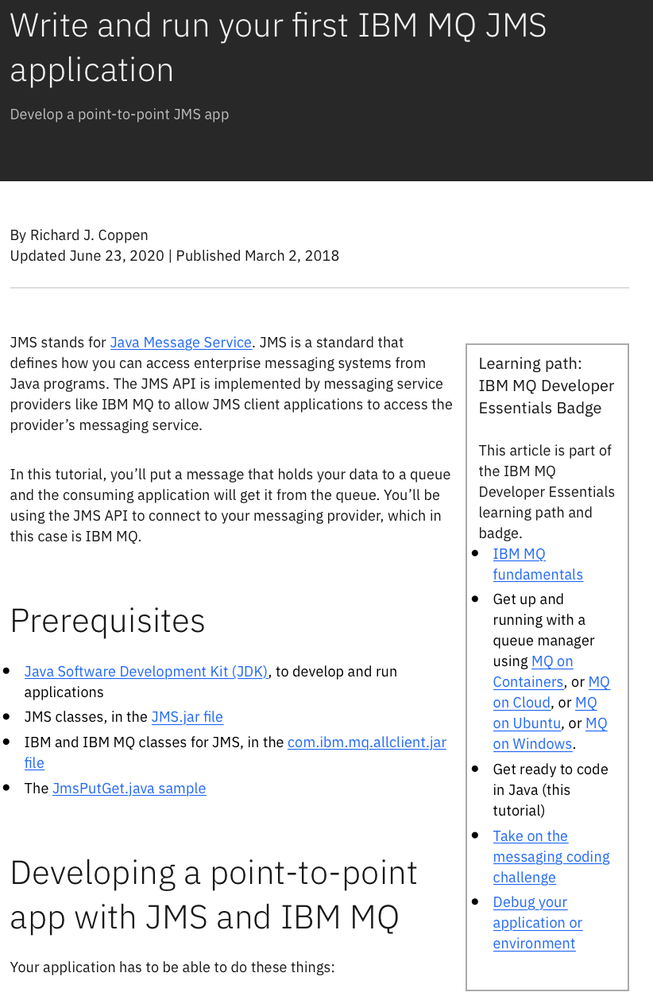 Write and run your first IBM MQ JMS
application
Develop a point-to-point JMS app
By Richard J. Coppen
Updated June 23, 2020 | Published March 2, 2018
JMS stands for Java Message Service. JMS is a standard that
defines how you can access enterprise messaging systems from
Java programs. The JMS API is implemented by messaging service
providers like IBM MQ to allow JMS client applications to access the
provider’s messaging service.
In this tutorial, you’ll put a message that holds your data to a queue
and the consuming application will get it from the queue. You’ll be
using the JMS API to connect to your messaging provider, which in
this case is IBM MQ.
Prerequisites
• Java Software Development Kit (JDK), to develop and run
applications
• JMS classes, in the JMS.jar file
• IBM and IBM MQ classes for JMS, in the com.ibm.mq.allclient.jar
file
• The JmsPutGet.java sample
Developing a point-to-point
app with JMS and IBM MQ
Your application has to be able to do these things:
Learning path:
IBM MQ Developer
Essentials Badge
This article is part of
the IBM MQ
Developer Essentials
learning path and
badge.
• IBM MQ
fundamentals
• Get up and
running with a
queue manager
using MQ on
Containers, or MQ
on Cloud, or MQ
on Ubuntu, or MQ
on Windows.
• Get ready to code
in Java (this
tutorial)
• Take on the
messaging coding
challenge
• Debug your
application or
environment